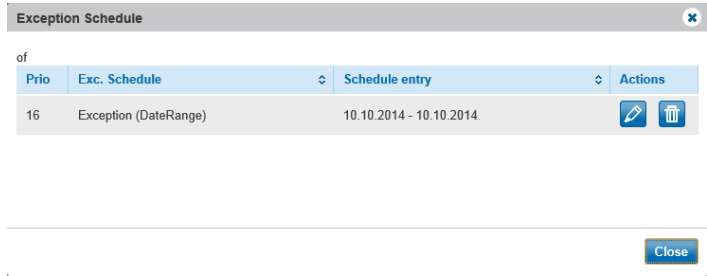 Exception Schedule
of
Prio Exc. Schedule Schedule entry Actions
16 Exception (DateRange) 10.10.2014 - 10.10.2014
Close